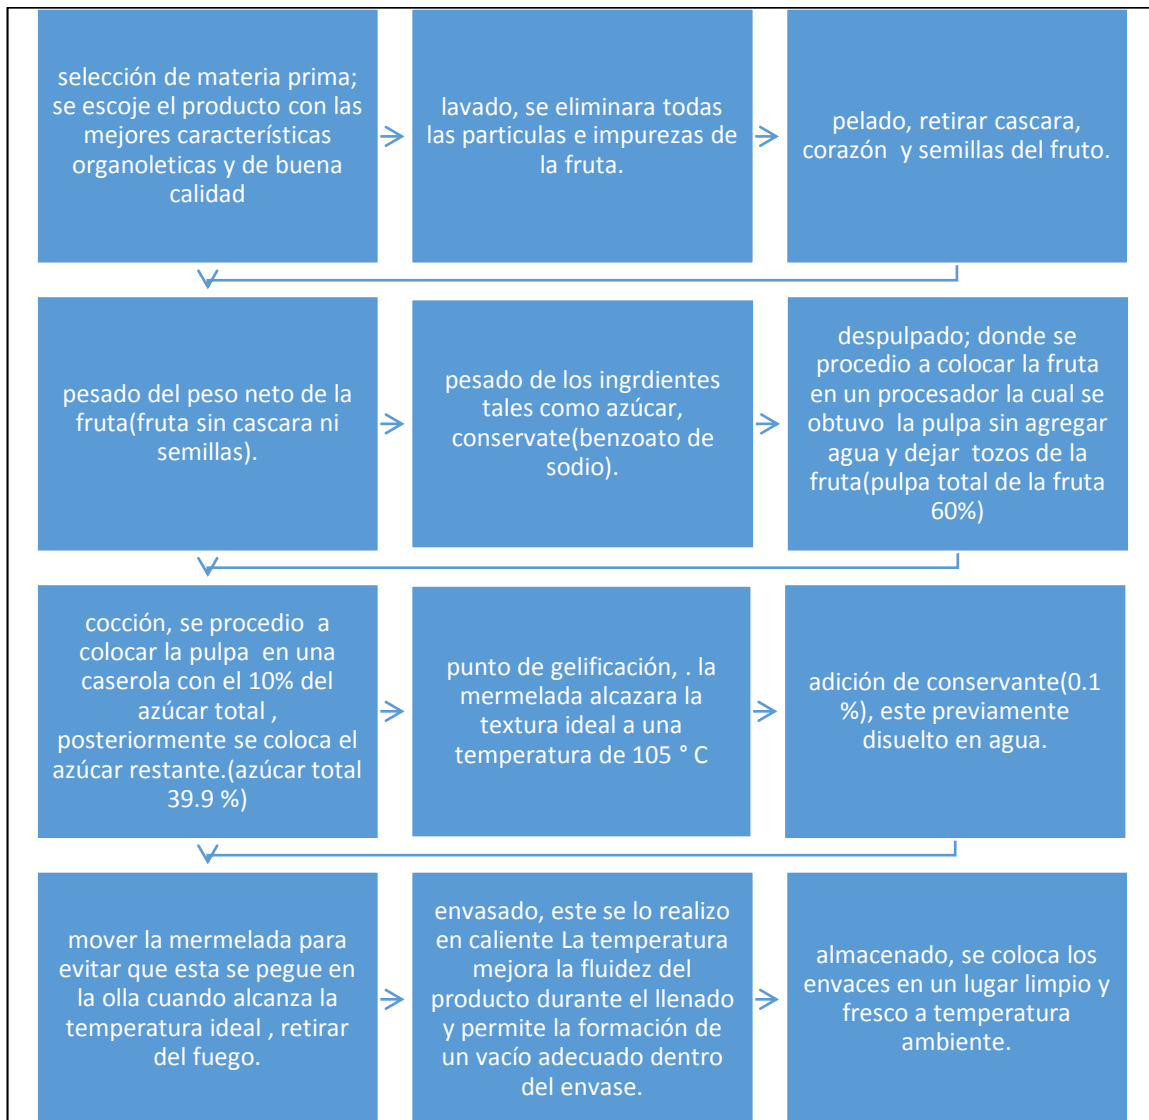 selección de materia prima;
se escoje el producto con las
mejores características
organoleticas y de buena
calidad
lavado, se eliminara todas
las particulas e impurezas de
la fruta.
pelado, retirar cascara,
corazón y semillas del fruto.
pesado del peso neto de la
fruta(fruta sin cascara ni
semillas).
pesado de los ingrdientes
tales como azúcar,
conservate(benzoato de
sodio).
despulpado; donde se
procedio a colocar la fruta
en un procesador la cual se
obtuvo la pulpa sin agregar
agua y dejar tozos de la
fruta(pulpa total de la fruta
60%)
cocción, se procedio a
colocar la pulpa en una
caserola con el 10% del
azúcar total ,
posteriormente se coloca el
azúcar restante.(azúcar total
39.9 %)
punto de gelificación, . la
mermelada alcazara la
textura ideal a una
temperatura de 105 ° C
adición de conservante(0.1
%), este previamente
disuelto en agua.
mover la mermelada para
evitar que esta se pegue en
la olla cuando alcanza la
temperatura ideal , retirar
del fuego.
envasado, este se lo realizo
en caliente La temperatura
mejora la fluidez del
producto durante el llenado
y permite la formación de
un vacío adecuado dentro
del envase.
almacenado, se coloca los
envaces en un lugar limpio y
fresco a temperatura
ambiente.